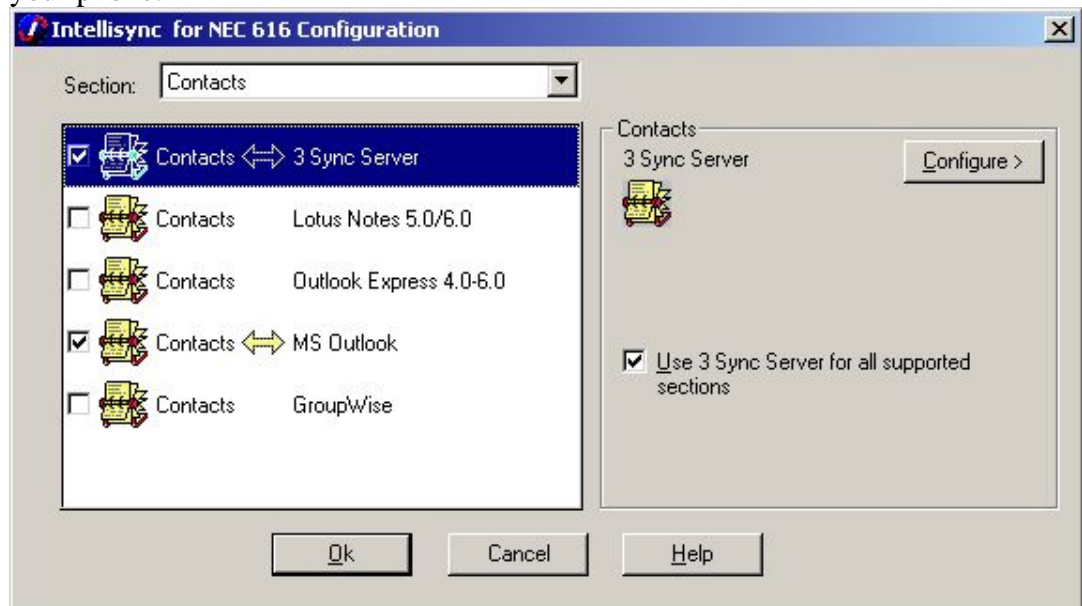 Intellisync for NEC 616 Configuration
Section: Contacts
Contacts 3 Sync Server
Contacts Lotus Notes 5.0/6.0
Contacts Outlook Express 4.0-6.0
Contacts MS Outlook
Contacts GroupWise
Contacts
3 Sync Server Configure >
Use 3 Sync Server for all supported
sections
Ok Cancel Help